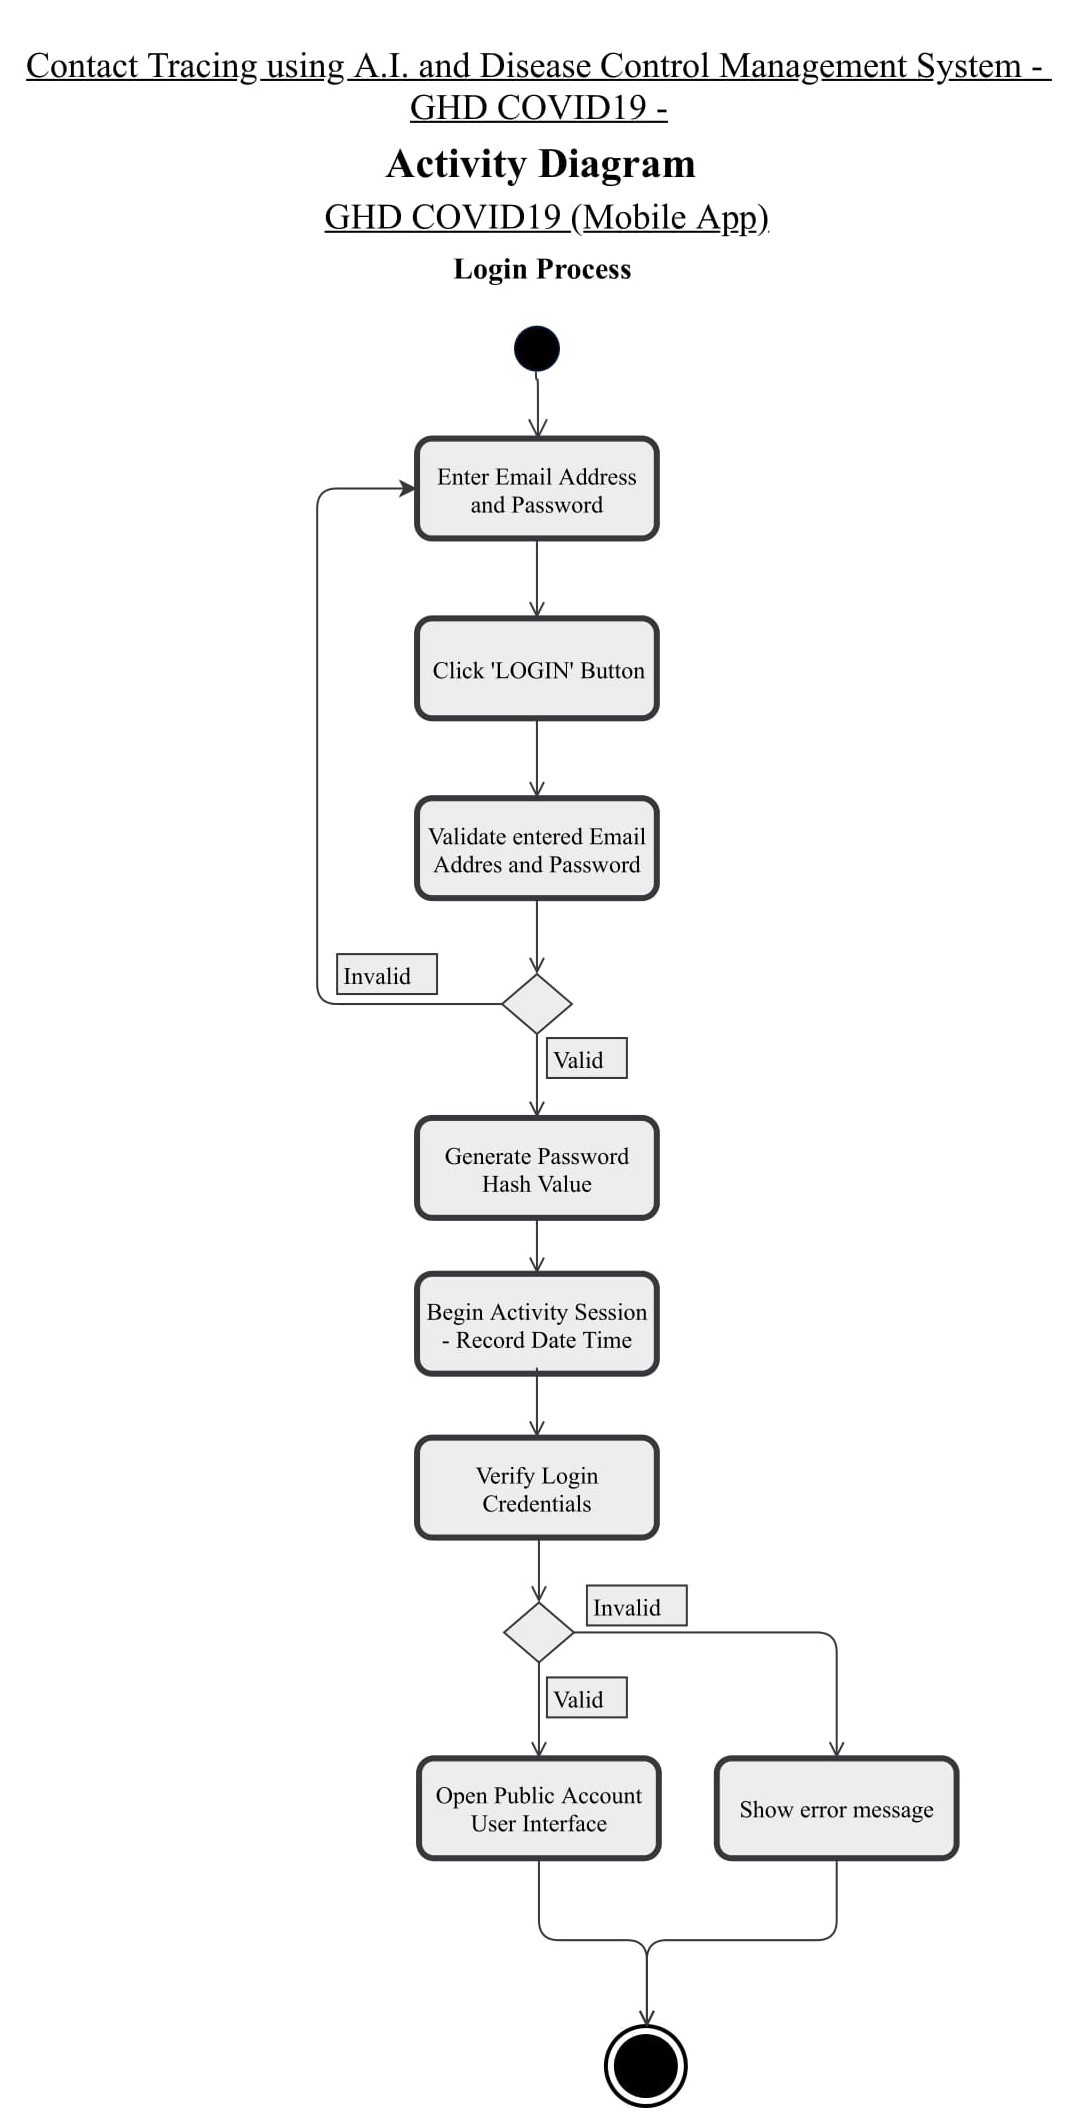 Contact Tracing using A.I. and Disease Control Management System -
GHD COVID19 -
Activity Diagram
GHD COVID19 (Mobile App)
Login Process
Enter Email Address
and Password
Click 'LOGIN' Button
Validate entered Email
Addres and Password
Invalid
Valid
Generate Password
Hash Value
Begin Activity Session
- Record Date Time
Verify Login
Credentials
Invalid
Valid
Open Public Account
User Interface
Show error message